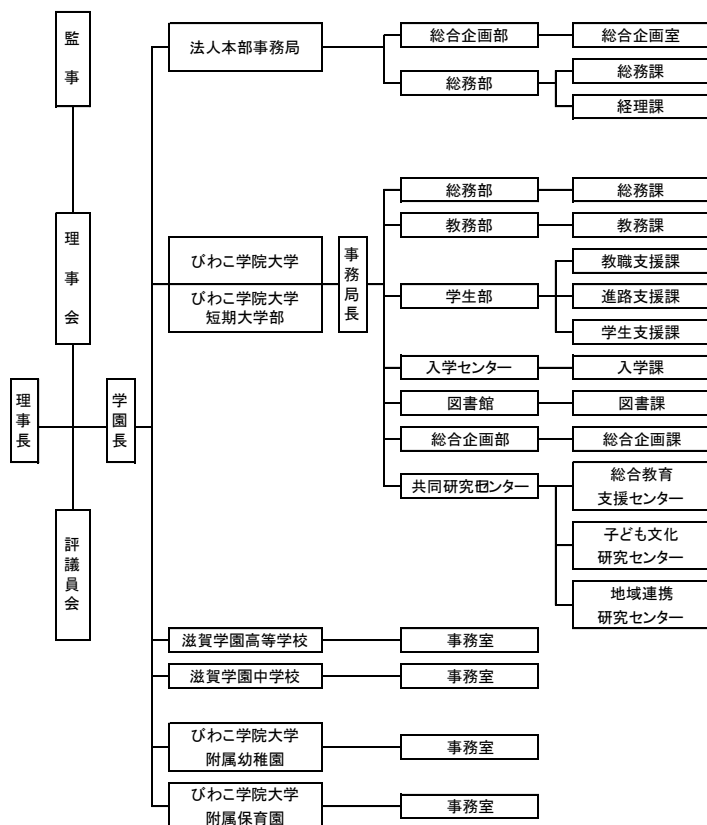 監事
理事会
理事長
評議員会
学園長
法人本部事務局
総合企画部
総合企画室
総務部
総務課
経理課
びわこ学院大学
びわこ学院大学
短期大学部
事務局長
総務部
総務課
教務部
教務課
学生部
教職支援課
進路支援課
学生支援課
入学センター
入学課
図書館
図書課
総合企画部
総合企画課
共同研究センター
総合教育
支援センター
子ども文化
研究センター
地域連携
研究センター
滋賀学園高等学校
事務室
滋賀学園中学校
事務室
びわこ学院大学
附属幼稚園
事務室
びわこ学院大学
附属保育園
事務室